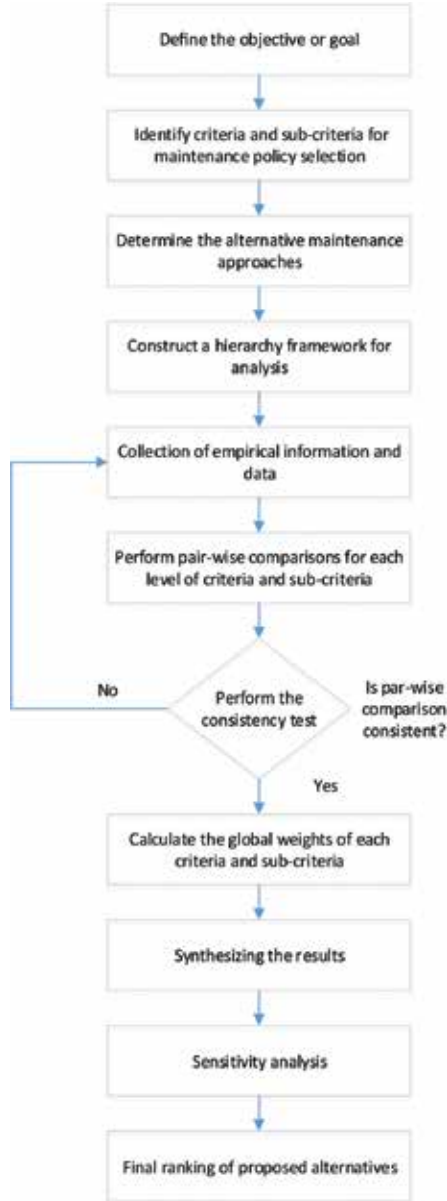 Define the objective or goal
Identify criteria and sub-criteria for
maintenance policy selection
Determine the alternative maintenance
approaches
Construct a hierarchy framework for
analysis
Collection of empirical information and
data
Perform pair-wise comparisons for each
level of criteria and sub-criteria
No
Perform the
consistency test
Is par-wise
comparison
consistent?
Yes
Calculate the global weights of each
criteria and sub-criteria
Synthesizing the results
Sensitivity analysis
Final ranking of proposed alternatives